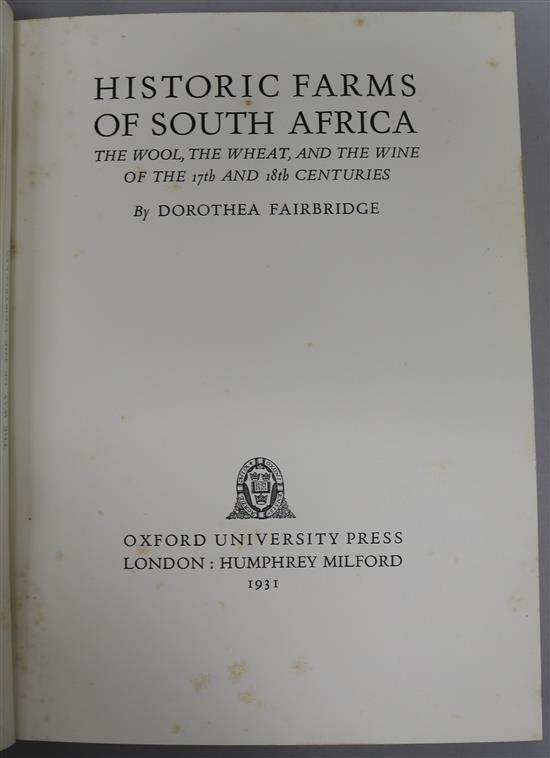 HISTORIC FARMS
OF SOUTH AFRICA
THE WOOL, THE WHEAT, AND THE WINE
OF THE 17th AND 18th CENTURIES
By DOROTHEA FAIRBRIDGE
OXFORD UNIVERSITY PRESS
LONDON : HUMPHREY MILFORD
1931